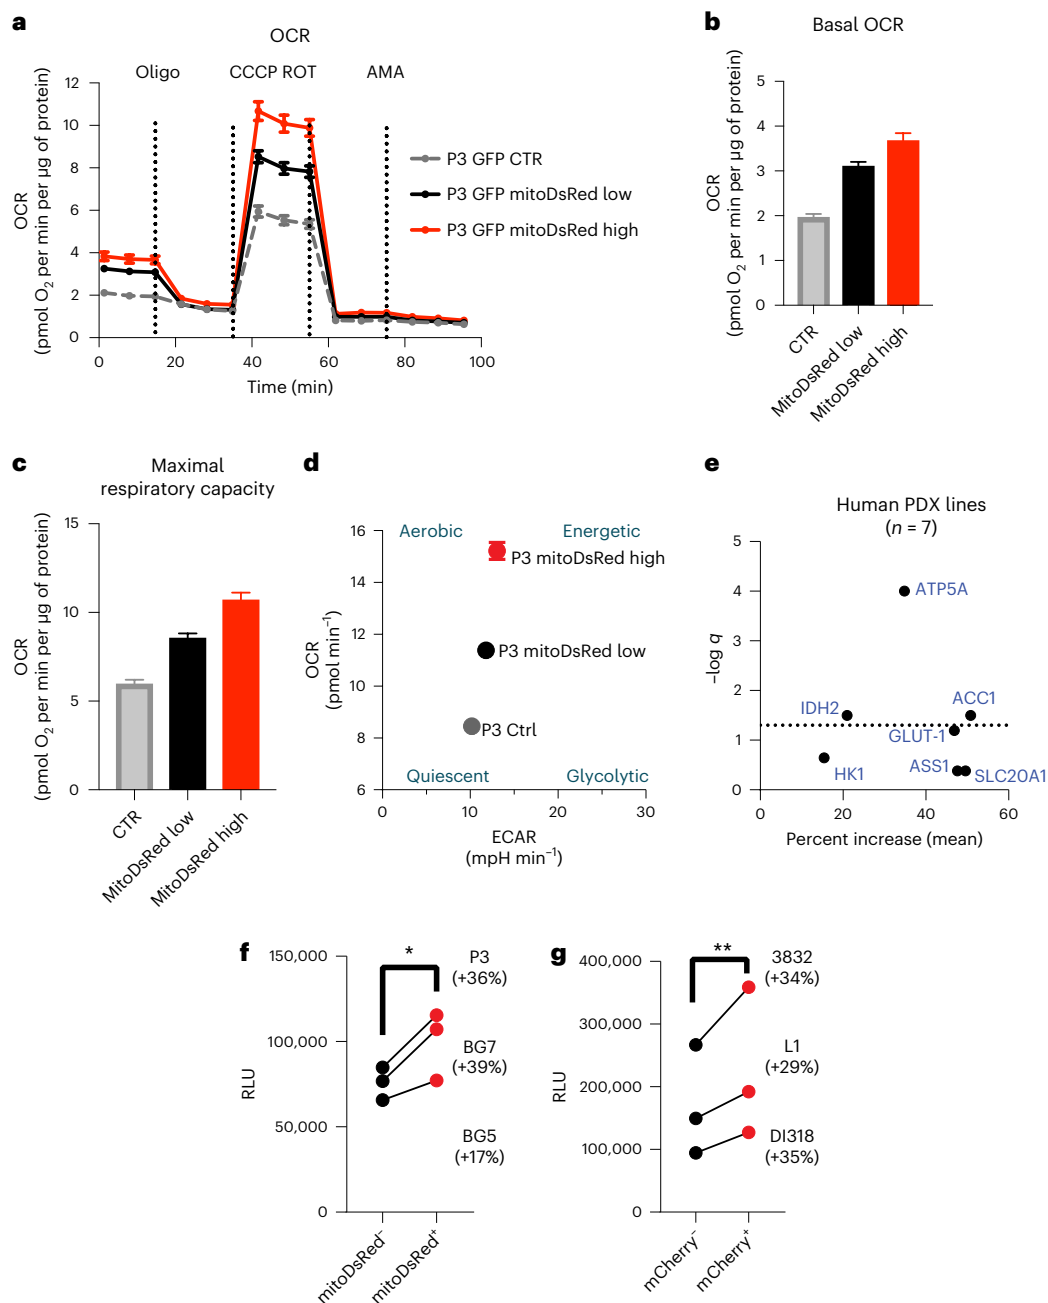 a
OCR
Oligo
CCCP ROT
AMA
12
10
8
6
4
2
0
OCR
(pmol O2 per min per µg of protein)
0
20
40
60
80
100
Time (min)
P3 GFP CTR
P3 GFP mitoDsRed low
P3 GFP mitoDsRed high
b
Basal OCR
5
4
3
2
1
0
OCR
(pmol O2 per min per µg of protein)
CTR
MitoDsRed low
MitoDsRed high
c
Maximal
respiratory capacity
15
10
5
0
OCR
(pmol O2 per min per µg of protein)
CTR
MitoDsRed low
MitoDsRed high
d
16
14
12
10
8
6
OCR
(pmol min−1)
Aerobic
Energetic
P3 mitoDsRed high
P3 mitoDsRed low
P3 Ctrl
Quiescent
Glycolytic
0
10
20
30
ECAR
(mpH min−1)
e
Human PDX lines
(n = 7)
5
4
3
2
1
0
−log q
ATP5A
IDH2
ACC1
GLUT-1
HK1
ASS1
SLC20A1
0
20
40
60
Percent increase (mean)
f
150,000
100,000
50,000
0
RLU
*
P3
(+36%)
BG7
(+39%)
BG5
(+17%)
mitoDsRed−
mitoDsRed+
g
400,000
300,000
200,000
100,000
0
RLU
**
3832
(+34%)
L1
(+29%)
DI318
(+35%)
mCherry−
mCherry+